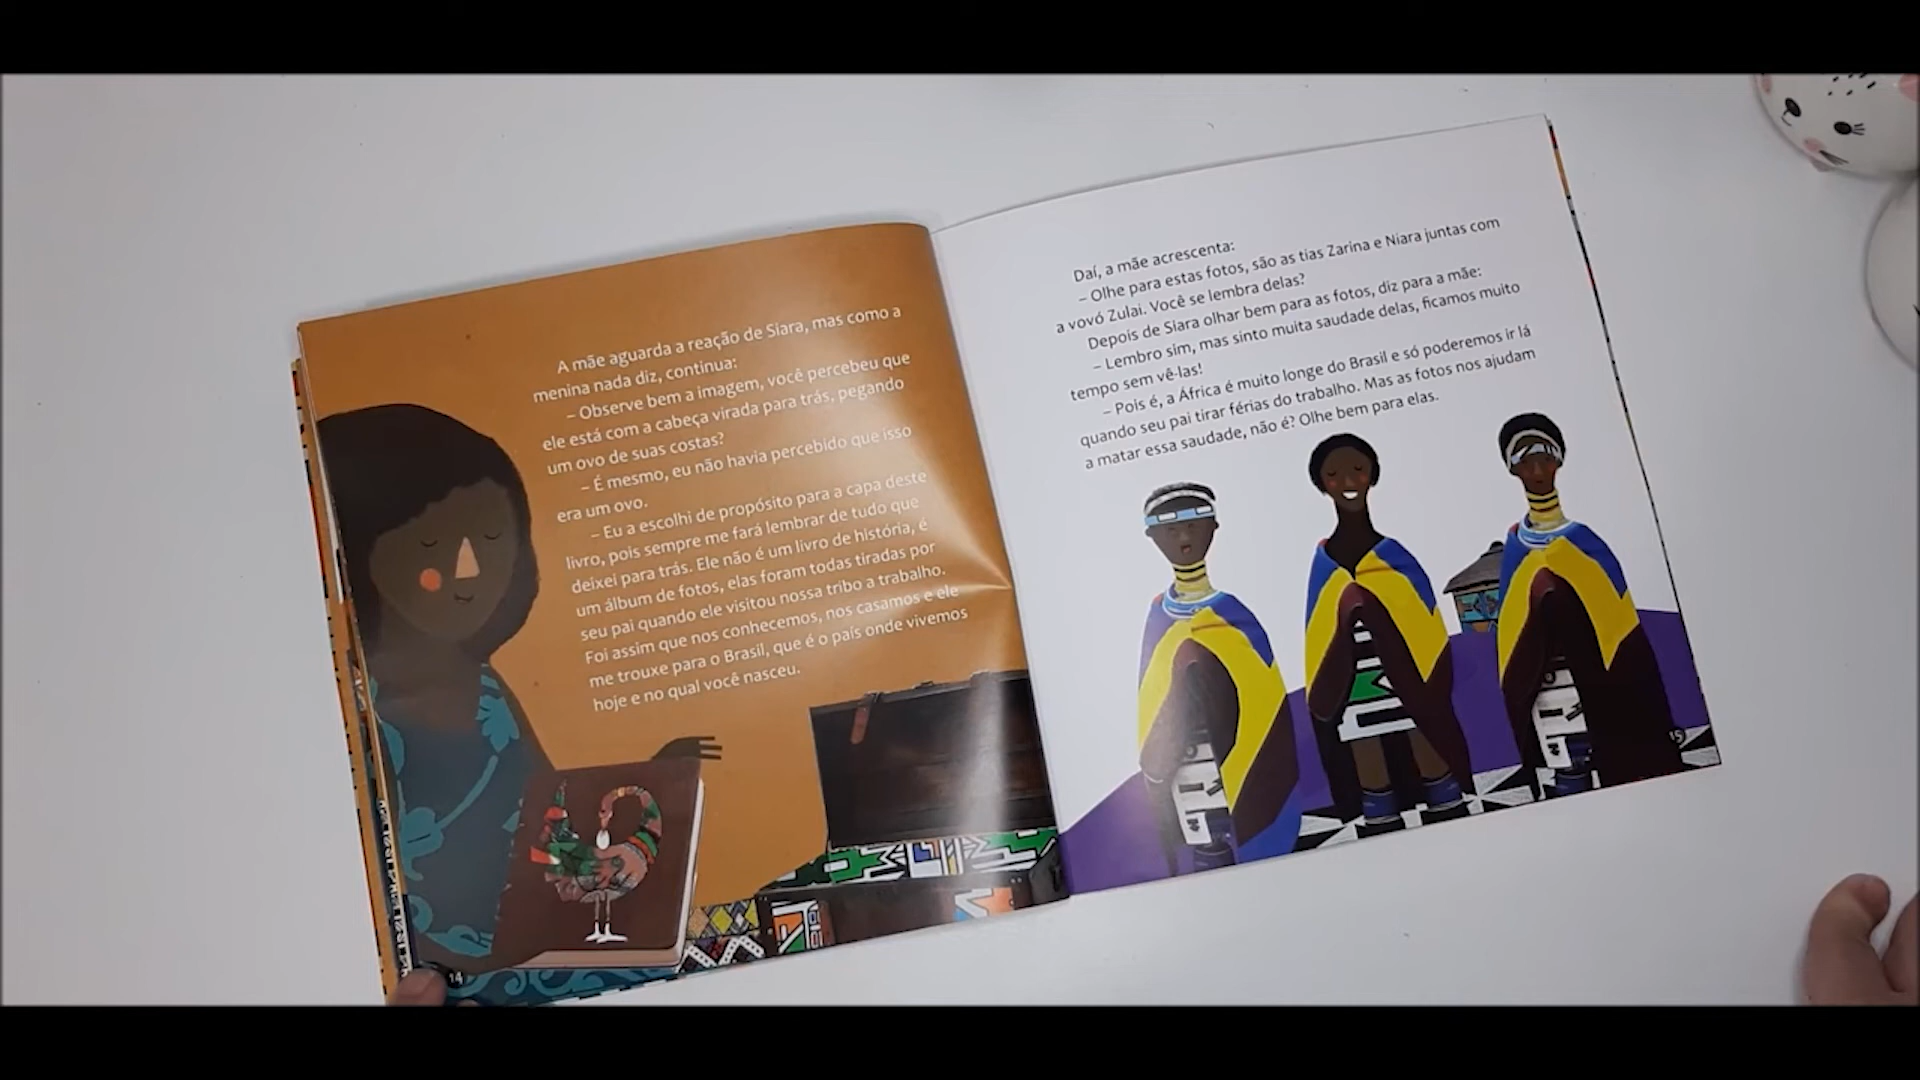 A mãe aguarda a reação de Siara, mas como a
menina nada diz, continua:
– Observe bem a imagem, você percebeu que
ele está com a cabeça virada para trás, pegando
um ovo de suas costas?
– É mesmo, eu não havia percebido que isso
era um ovo.
– Eu a escolhi de propósito para a capa deste
livro, pois sempre me fará lembrar de tudo que
deixei para trás. Ele não é um livro de história, é
um álbum de fotos, elas foram todas tiradas por
seu pai quando ele visitou nossa tribo a trabalho.
Foi assim que nos conhecemos, nos casamos e ele
me trouxe para o Brasil, que é o país onde vivemos
hoje e no qual você nasceu.
14
Daí, a mãe acrescenta:
– Olhe para estas fotos, são as tias Zarina e Niara juntas com
a vovó Zulai. Você se lembra delas?
Depois de Siara olhar bem para as fotos, diz para a mãe:
– Lembro sim, mas sinto muita saudade delas, ficamos muito
tempo sem vê-las!
– Pois é, a África é muito longe do Brasil e só poderemos ir lá
quando seu pai tirar férias do trabalho. Mas as fotos nos ajudam
a matar essa saudade, não é? Olhe bem para elas.
15